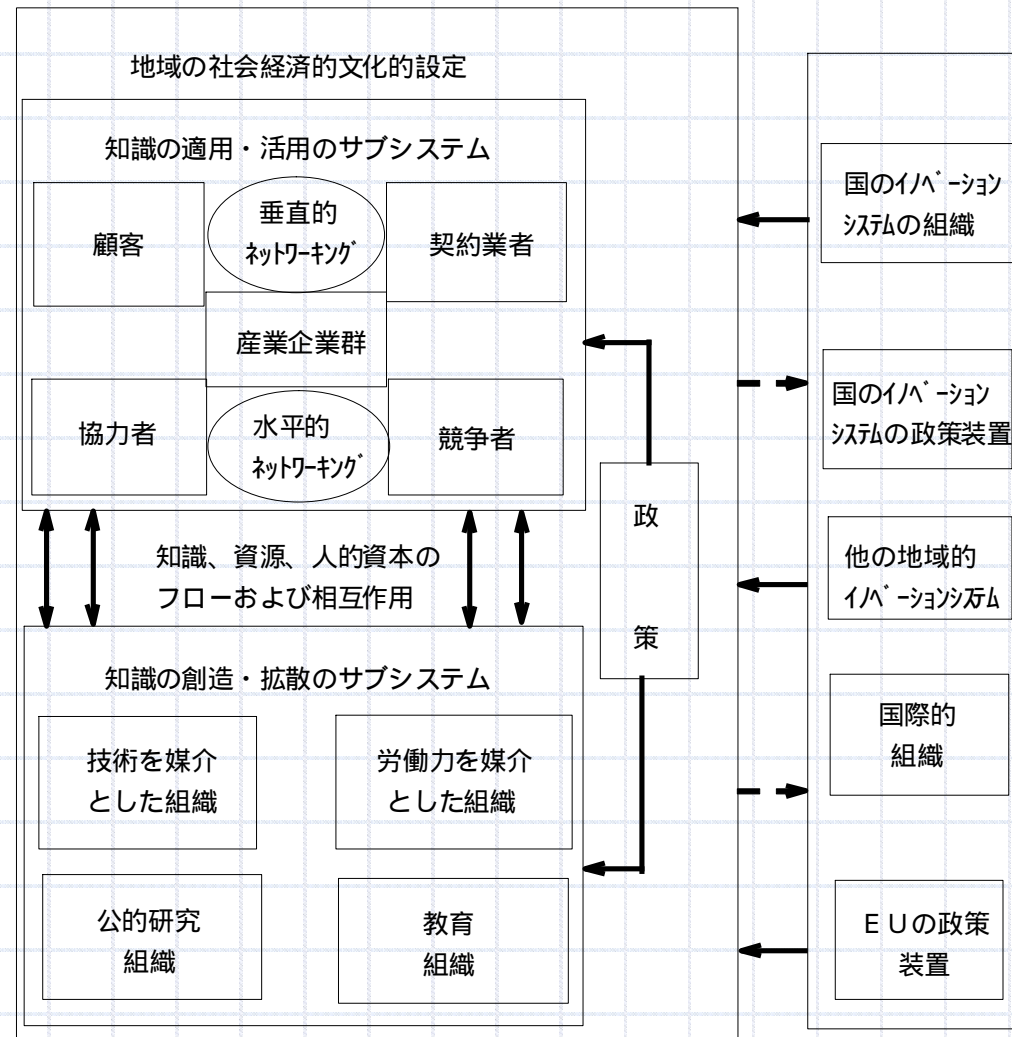 地域の社会経済的文化的設定
知識の適用・活用のサブシステム
顧客
垂直的
ﾈｯﾄﾜｰｷﾝｸﾞ
契約業者
産業企業群
協力者
水平的
ﾈｯﾄﾜｰｷﾝｸﾞ
競争者
知識、資源、人的資本の
フローおよび相互作用
知識の創造・拡散のサブシステム
技術を媒介
とした組織
労働力を媒介
とした組織
公的研究
組織
教育
組織
政
策
国のｲﾉﾍﾞｰｼｮﾝ
ｼｽﾃﾑの組織
国のｲﾉﾍﾞｰｼｮﾝ
ｼｽﾃﾑの政策装置
他の地域的
ｲﾉﾍﾞｰｼｮﾝｼｽﾃﾑ
国際的
組織
ＥＵの政策
装置